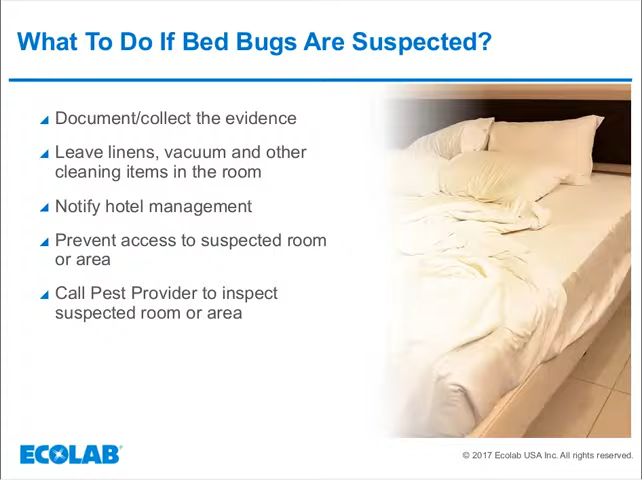 What To Do If Bed Bugs Are Suspected?
Document/collect the evidence
Leave linens, vacuum and other
cleaning items in the room
Notify hotel management
Prevent access to suspected room
or area
Call Pest Provider to inspect
suspected room or area
ECOLAB®
© 2017 Ecolab USA Inc. All rights reserved.